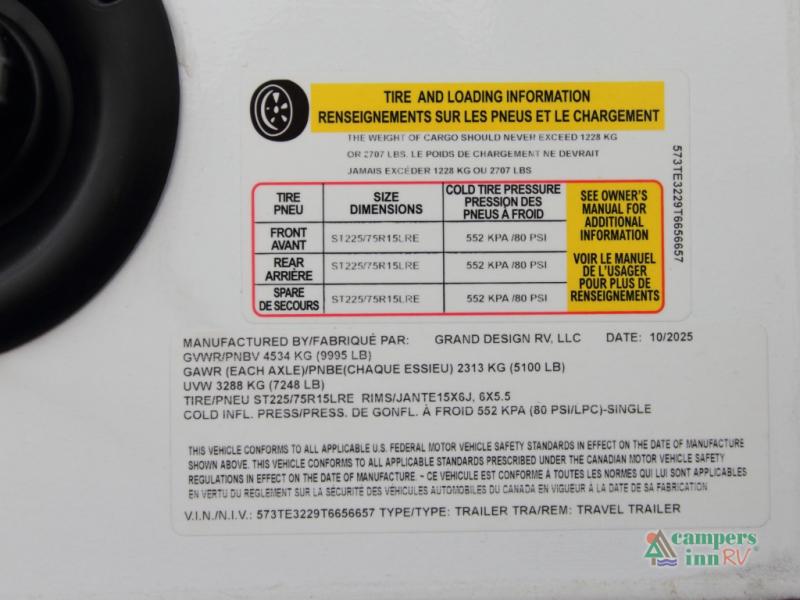 TIRE AND LOADING INFORMATION
RENSEIGNEMENTS SUR LES PNEUS ET LE CHARGEMENT
THE WEIGHT OF CARGO SHOULD NEVER EXCEED 1228 KG
OR 2707 LBS. LE POIDS DE CHARGEMENT NE DEVRAIT
JAMAIS EXCÉDER 1228 KG OU 2707 LBS
TIRE
PNEU
SIZE
DIMENSIONS
COLD TIRE PRESSURE
PRESSION DES
PNEUS À FROID
FRONT
AVANT
ST225/75R15LRE
552 KPA /80 PSI
REAR
ARRIÈRE
ST225/75R15LRE
552 KPA /80 PSI
SPARE
DE SECOURS
ST225/75R15LRE
552 KPA /80 PSI
SEE OWNER'S
MANUAL FOR
ADDITIONAL
INFORMATION
VOIR LE MANUEL
DE L'USAGER
POUR PLUS DE
RENSEIGNEMENTS
573TE3229T6656657
MANUFACTURED BY/FABRIQUÉ PAR: GRAND DESIGN RV, LLC DATE: 10/2025
GVWR/PNBV 4534 KG (9995 LB)
GAWR (EACH AXLE)/PNBE(CHAQUE ESSIEU) 2313 KG (5100 LB)
UVW 3288 KG (7248 LB)
TIRE/PNEU ST225/75R15LRE RIMS/JANTE15X6J, 6X5.5
COLD INFL. PRESS/PRESS. DE GONFL. À FROID 552 KPA (80 PSI/LPC)-SINGLE
THIS VEHICLE CONFORMS TO ALL APPLICABLE U.S. FEDERAL MOTOR VEHICLE SAFETY STANDARDS IN EFFECT ON THE DATE OF MANUFACTURE
SHOWN ABOVE. THIS VEHICLE CONFORMS TO ALL APPLICABLE STANDARDS PRESCRIBED UNDER THE CANADIAN MOTOR VEHICLE SAFETY
REGULATIONS IN EFFECT ON THE DATE OF MANUFACTURE. - CE VEHICULE EST CONFORME À TOUTES LES NORMES QUI LUI SONT APPLICABLES
EN VERTU DU REGLEMENT SUR LA SÉCURITÉ DES VÉHICULES AUTOMOBILES DU CANADA EN VIGUEUR À LA DATE DE SA FABRICATION
V.I.N./N.I.V.: 573TE3229T6656657 TYPE/TYPE: TRAILER TRA/REM: TRAVEL TRAILER
campers
inn RV